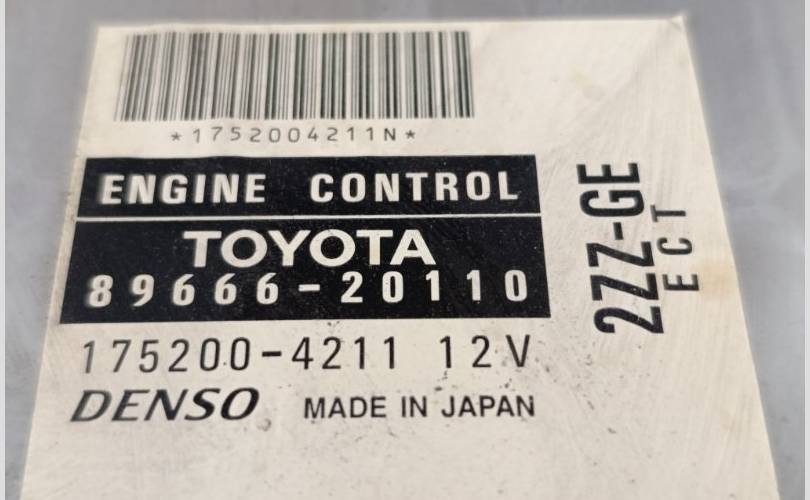 *1752004211N*
ENGINE CONTROL
TOYOTA
89666-20110
175200-4211 12V
DENSO MADE IN JAPAN
2ZZ-GE
ECT